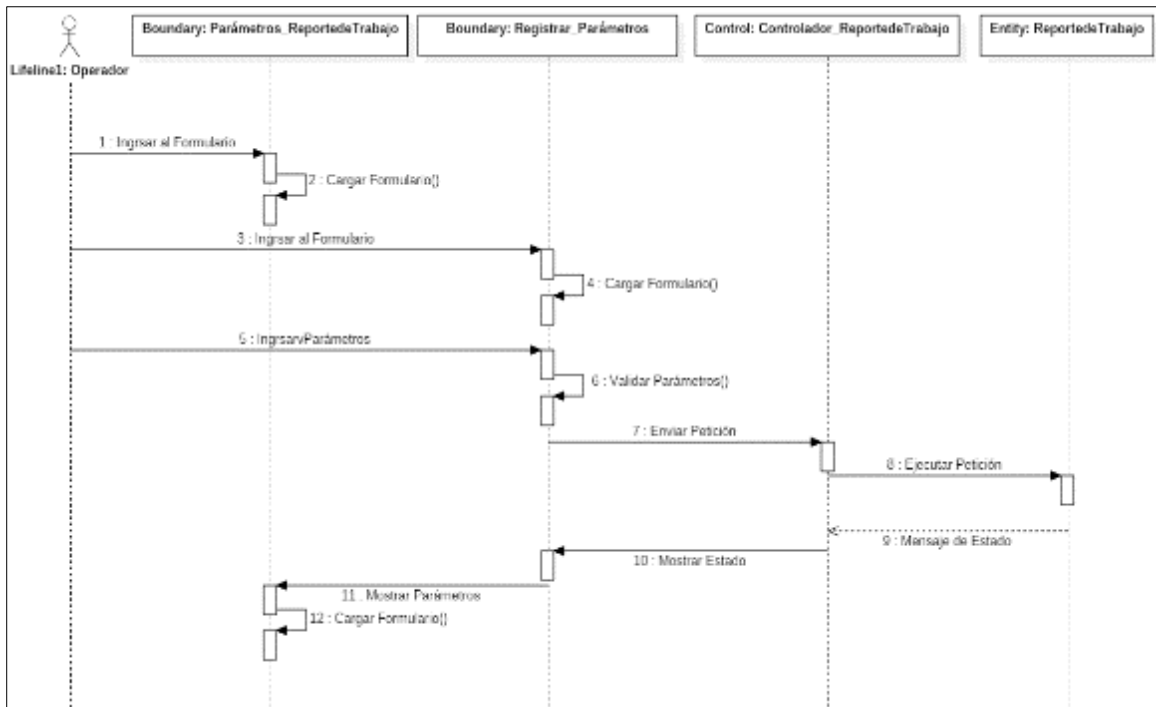 Boundary: Parámetros_ReportedeTrabajo
Boundary: Registrar_Parámetros
Control: Controlador_ReportedeTrabajo
Entity: ReportedeTrabajo
Lifeline1: Operador
1 : Ingrsar al Formulario
2 : Cargar Formulario()
3 : Ingrsar al Formulario
4 : Cargar Formulario()
5 : IngrsarvParámetros
6 : Validar Parámetros()
7 : Enviar Petición
8 : Ejecutar Petición
9 : Mensaje de Estado
10 : Mostrar Estado
11 : Mostrar Parámetros
12 : Cargar Formulario()